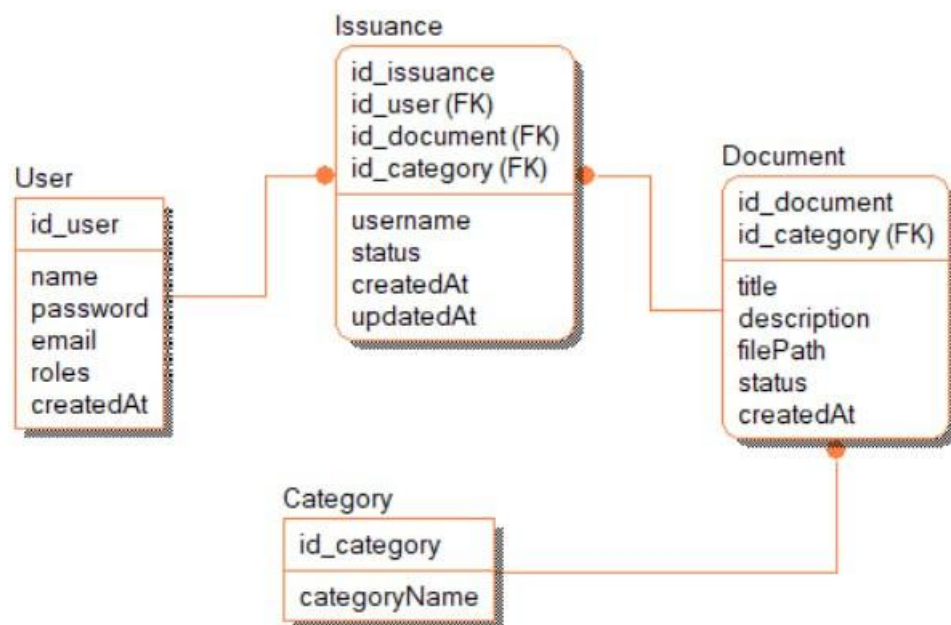 Issuance
id_issuance
id_user (FK)
id_document (FK)
id_category (FK)
username
status
createdAt
updatedAt
User
id_user
name
password
email
roles
createdAt
Document
id_document
id_category (FK)
title
description
filePath
status
createdAt
Category
id_category
categoryName